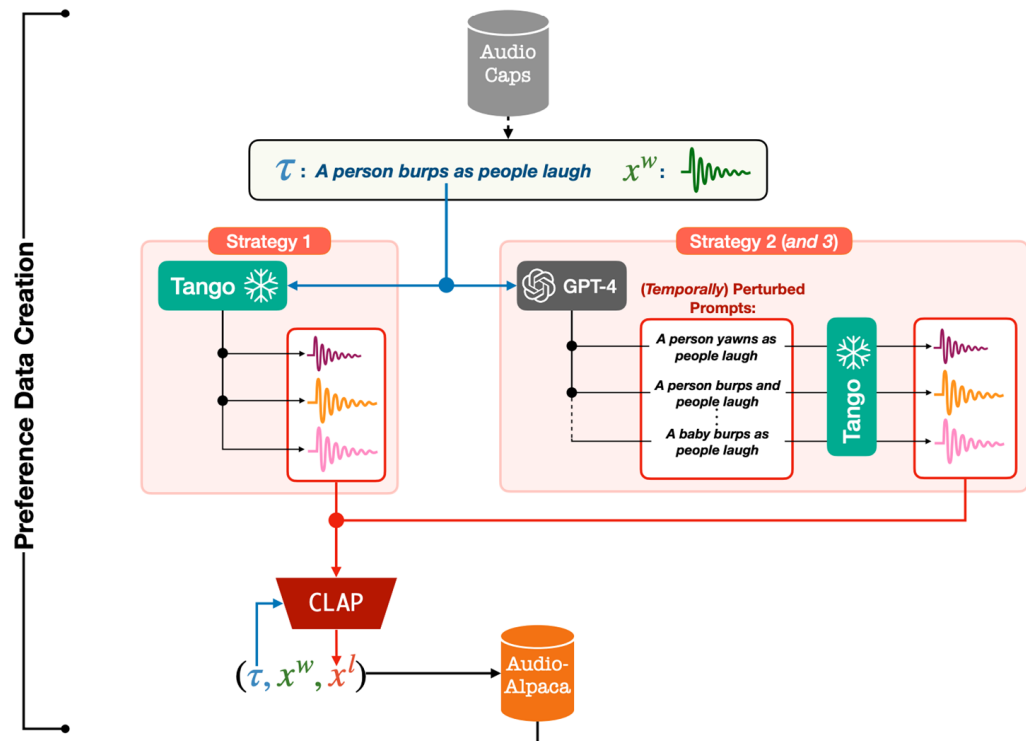 Preference Data Creation
Audio
Caps
τ : A person burps as people laugh x^w :
Strategy 1
Tango
Strategy 2 (and 3)
GPT-4
(Temporally) Perturbed
Prompts:
A person yawns as
people laugh
A person burps and
people laugh
⋮
A baby burps as
people laugh
Tango
CLAP
(τ, x^w, x^l)
Audio-
Alpaca